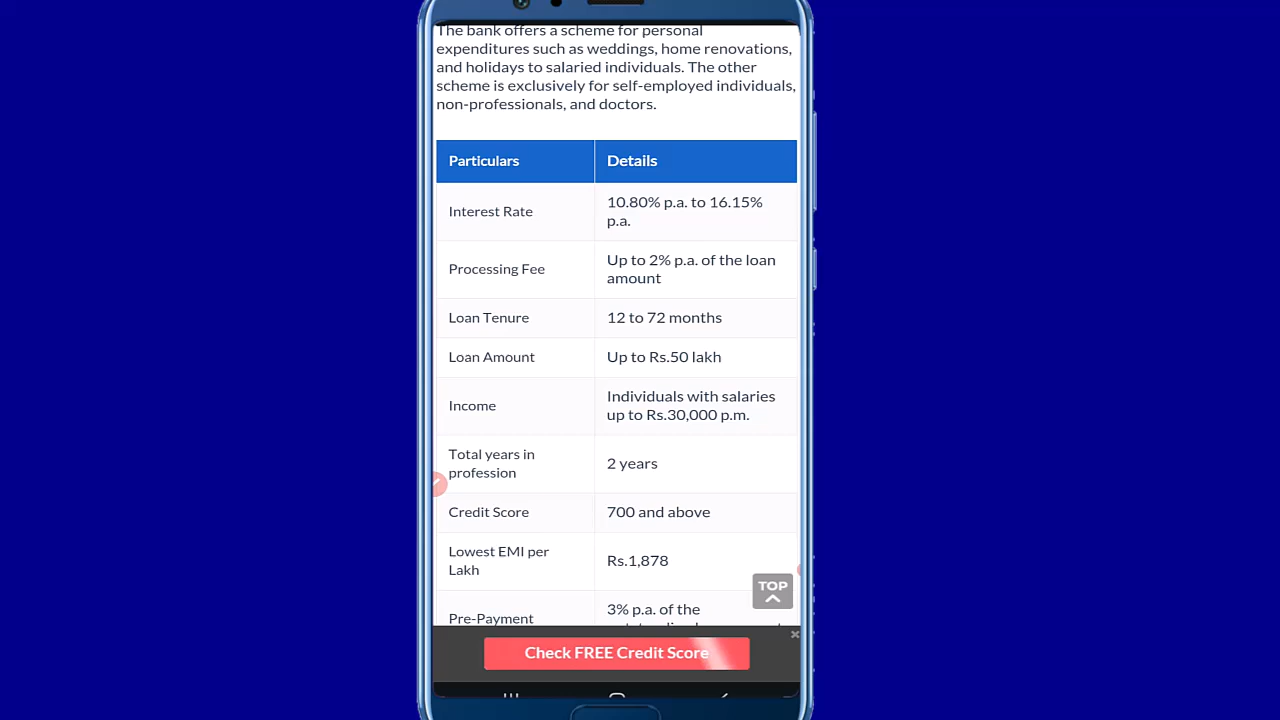 The bank offers a scheme for personal
expenditures such as weddings, home renovations,
and holidays to salaried individuals. The other
scheme is exclusively for self-employed individuals,
non-professionals, and doctors.
Particulars
Details
Interest Rate
10.80% p.a. to 16.15%
p.a.
Processing Fee
Up to 2% p.a. of the loan
amount
Loan Tenure
12 to 72 months
Loan Amount
Up to Rs.50 lakh
Income
Individuals with salaries
up to Rs.30,000 p.m.
Total years in
profession
2 years
Credit Score
700 and above
Lowest EMI per
Lakh
Rs.1,878
TOP
Pre-Payment
3% p.a. of the
Check FREE Credit Score